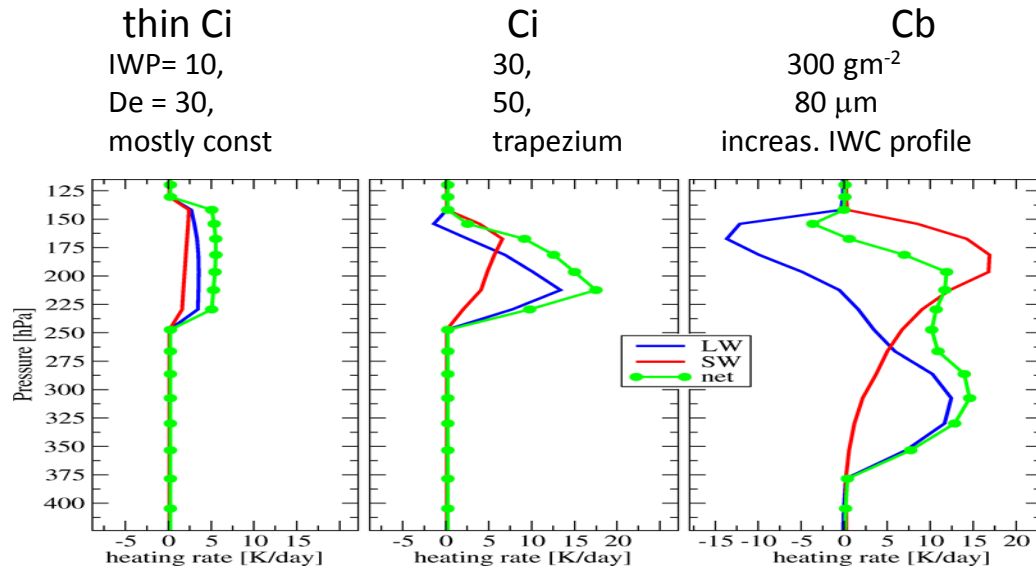 thin Ci Ci Cb
IWP= 10, 30, 300 gm-2
De = 30, 50, 80 μm
mostly const trapezium increas. IWC profile
125
150
175
200
225
250
275
300
325
350
375
400
Pressure [hPa]
LW
SW
net
-5 0 5 10 15
heating rate [K/day]
0 5 10 15 20
heating rate [K/day]
-15 -10 -5 0 5 10 15 20
heating rate [K/day]